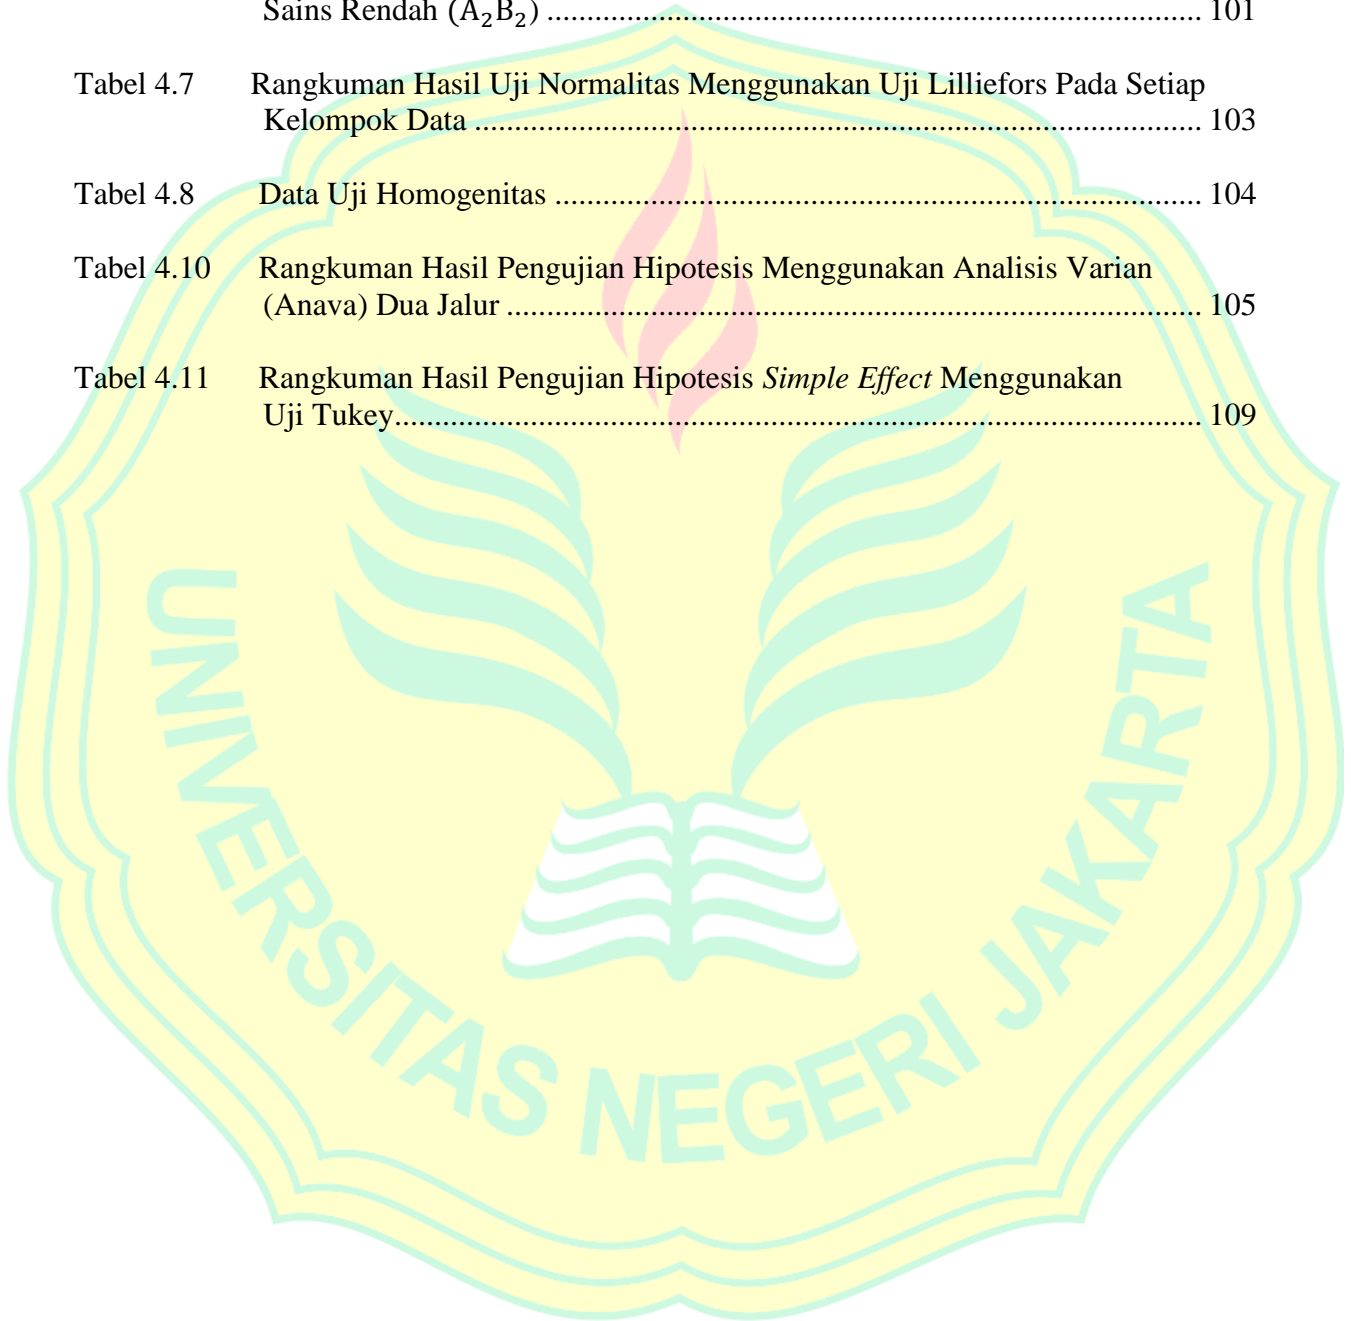 Sains Rendah (A₂B₂) ................................................................................ 101
Tabel 4.7 Rangkuman Hasil Uji Normalitas Menggunakan Uji Lilliefors Pada Setiap
Kelompok Data ......................................................................................... 103
Tabel 4.8 Data Uji Homogenitas ................................................................................ 104
Tabel 4.10 Rangkuman Hasil Pengujian Hipotesis Menggunakan Analisis Varian
(Anava) Dua Jalur ..................................................................................... 105
Tabel 4.11 Rangkuman Hasil Pengujian Hipotesis Simple Effect Menggunakan
Uji Tukey.................................................................................................... 109
UNIVERSITAS NEGERI JAKARTA